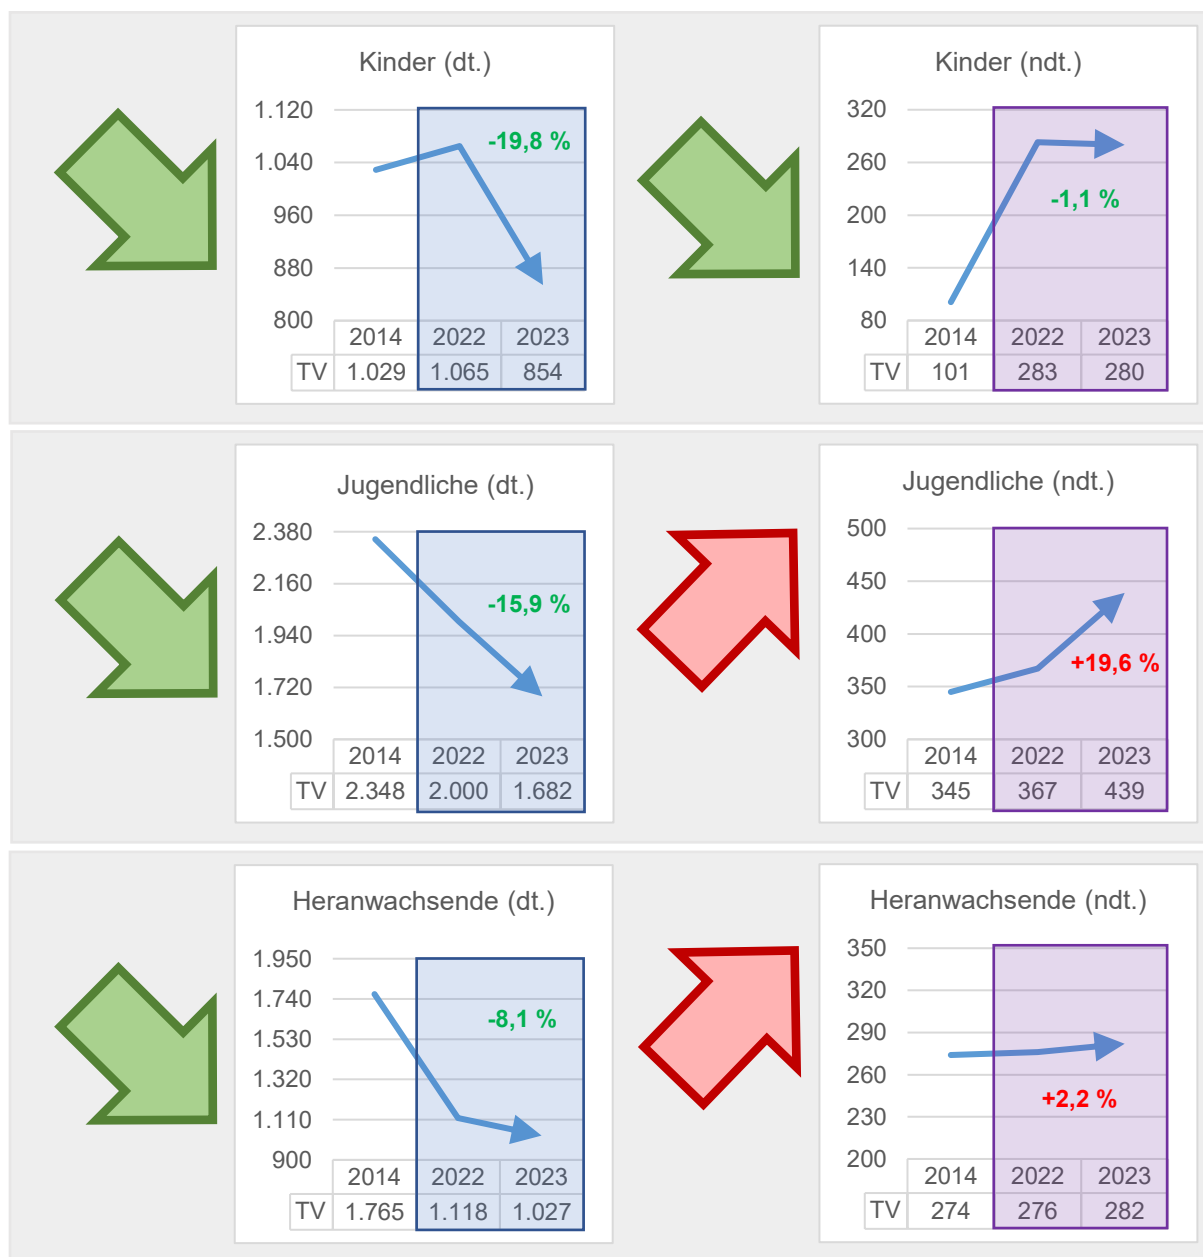 Kinder (dt.)
1.120
1.040
960
880
800
-19,8 %
2014 2022 2023
TV 1.029 1.065 854
Kinder (ndt.)
320
260
200
140
80
-1,1 %
2014 2022 2023
TV 101 283 280
Jugendliche (dt.)
2.380
2.160
1.940
1.720
1.500
-15,9 %
2014 2022 2023
TV 2.348 2.000 1.682
Jugendliche (ndt.)
500
450
400
350
300
+19,6 %
2014 2022 2023
TV 345 367 439
Heranwachsende (dt.)
1.950
1.740
1.530
1.320
1.110
900
-8,1 %
2014 2022 2023
TV 1.765 1.118 1.027
Heranwachsende (ndt.)
350
320
290
260
230
200
+2,2 %
2014 2022 2023
TV 274 276 282